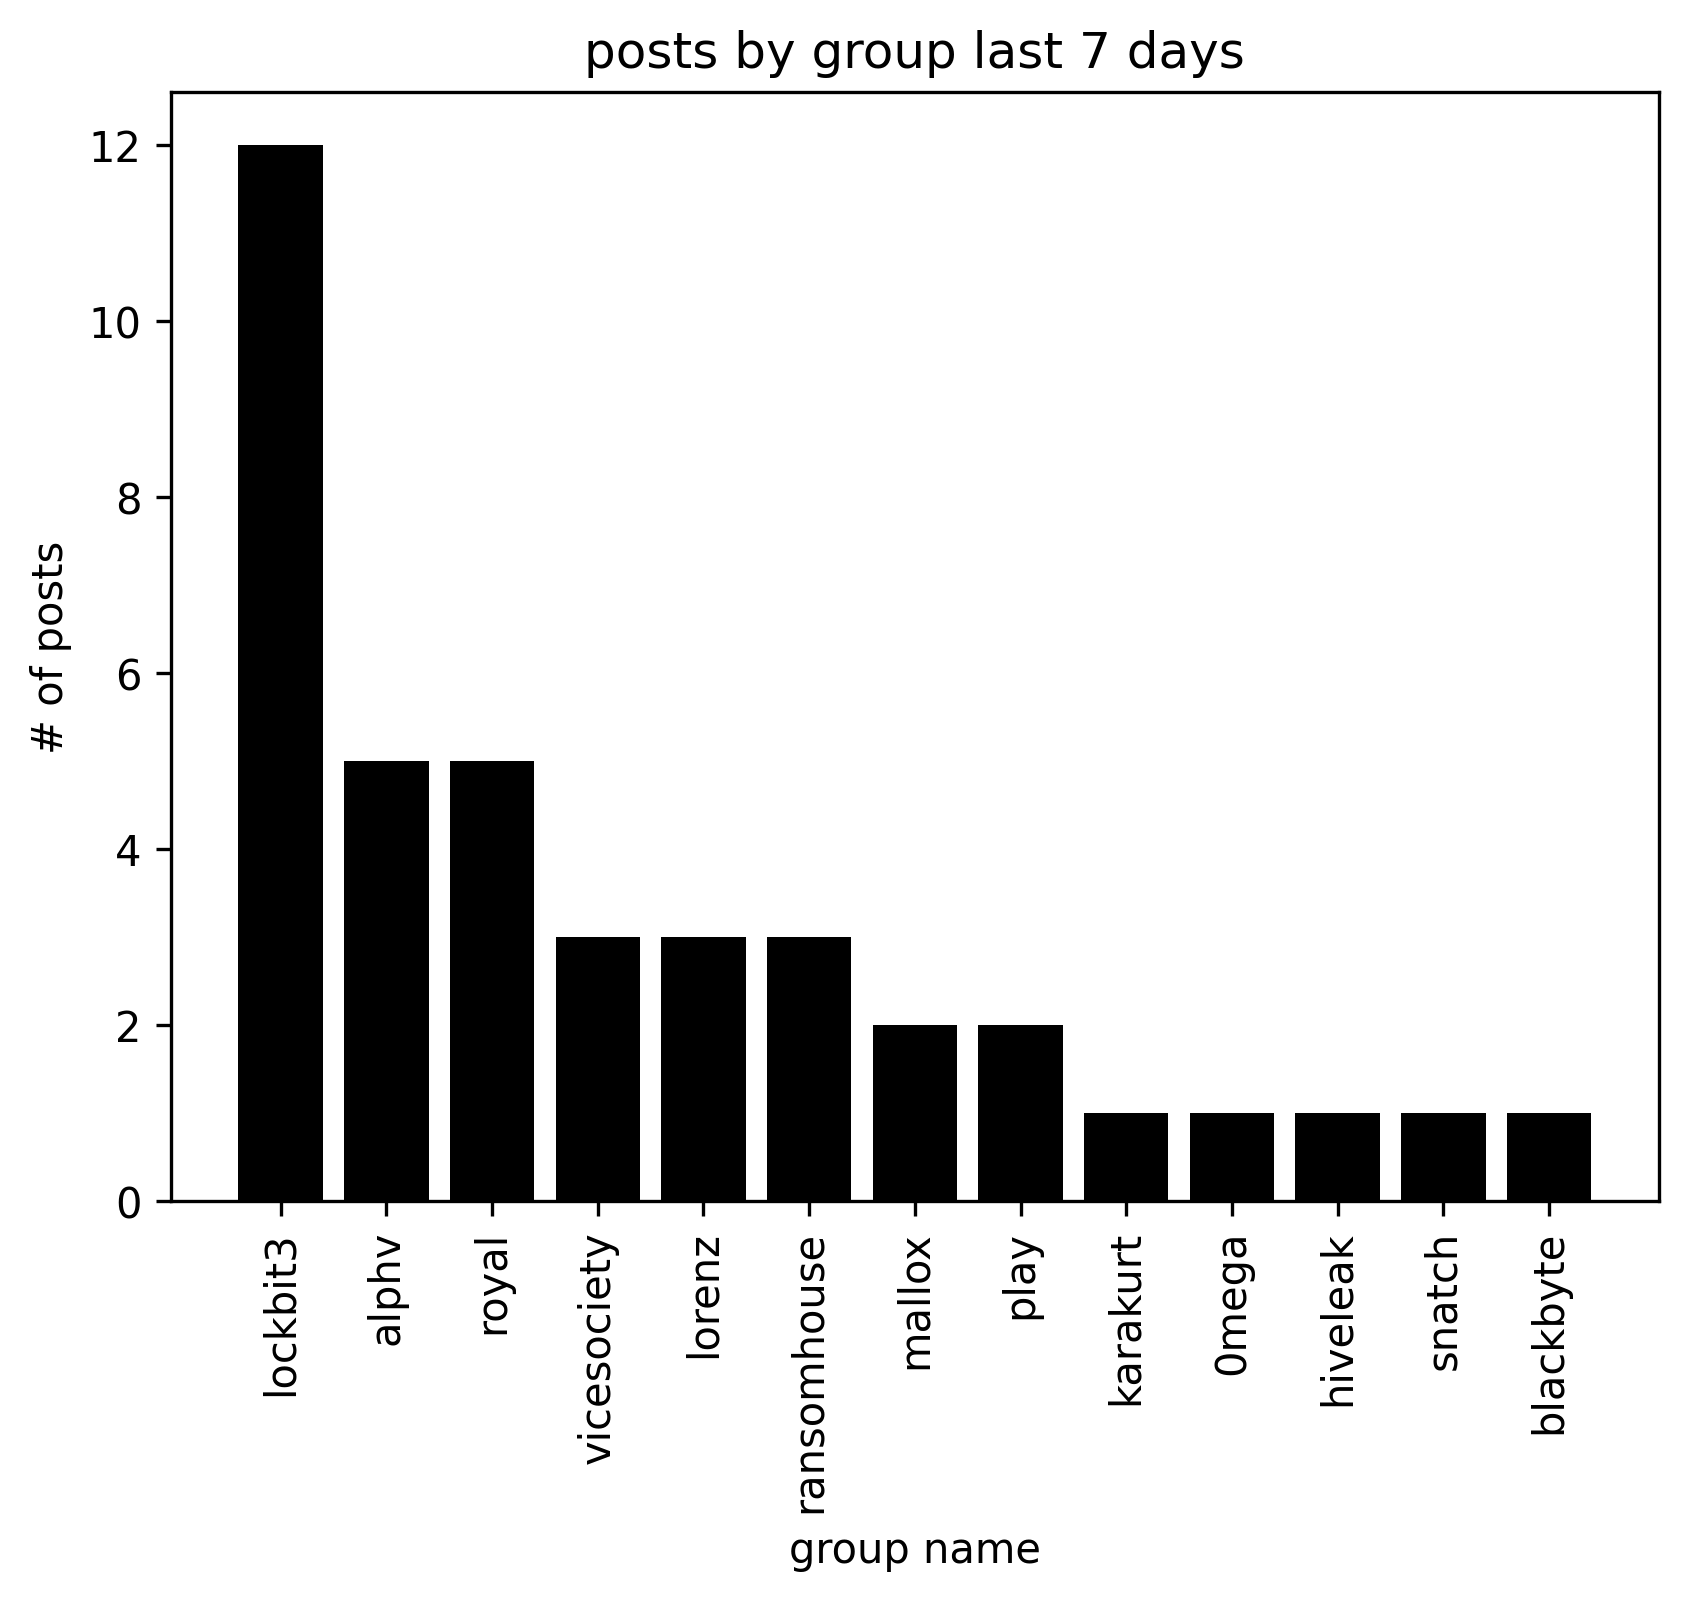 posts by group last 7 days
# of posts
12
10
8
6
4
2
0
lockbit3
alphv
royal
vicesociety
lorenz
ransomhouse
mallox
play
karakurt
0mega
hiveleak
snatch
blackbyte
group name